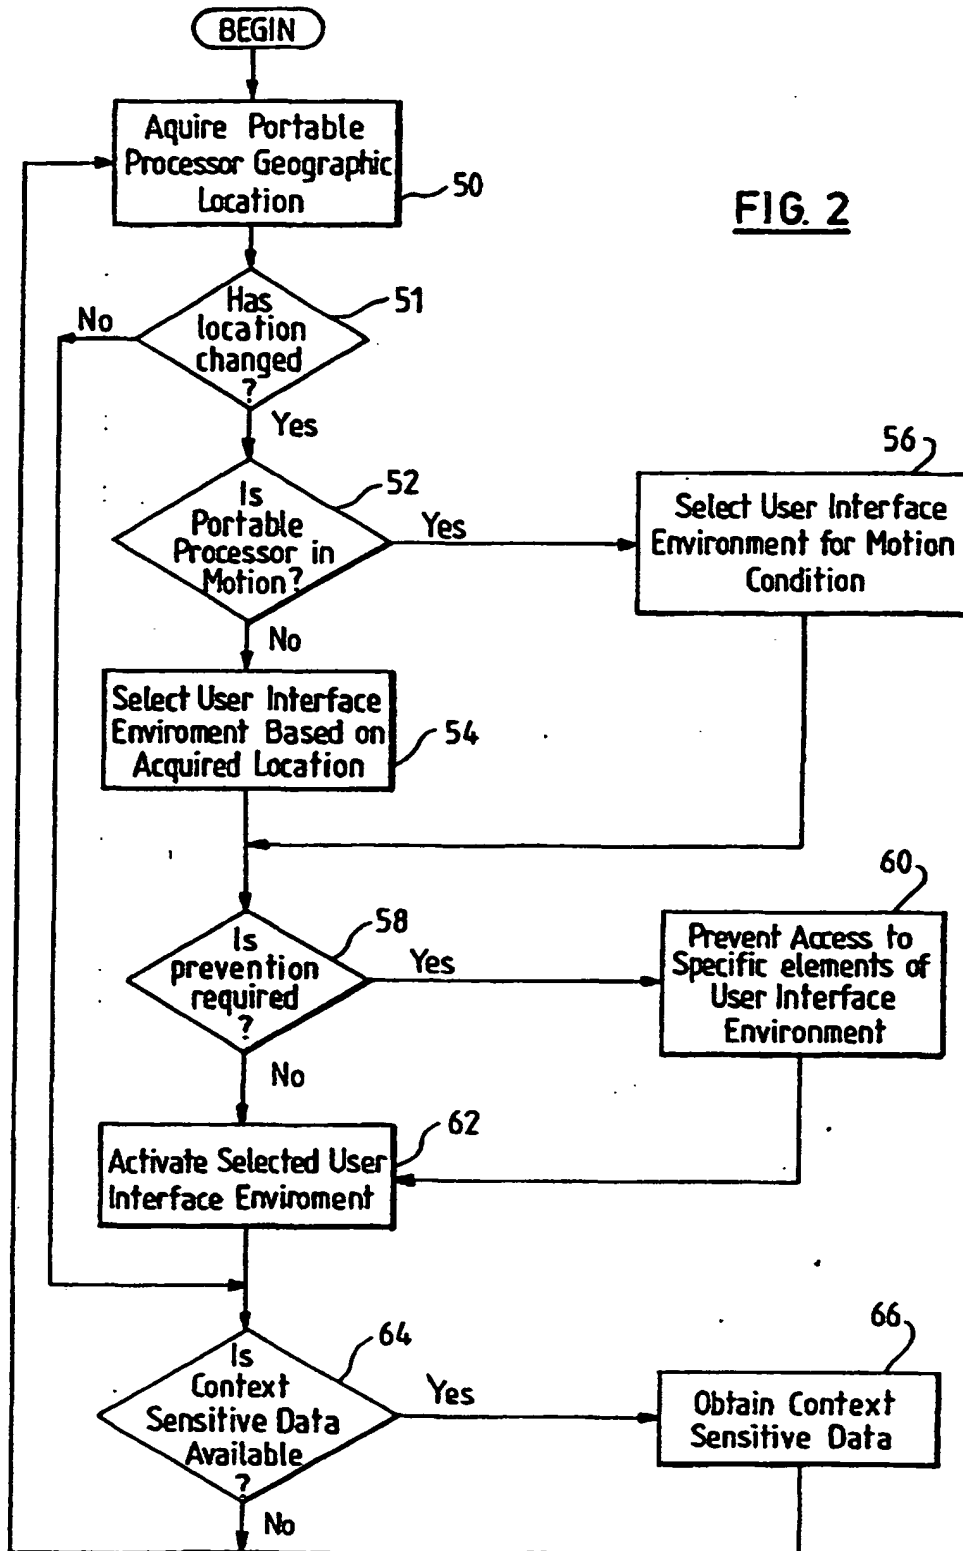 BEGIN
Aquire Portable
Processor Geographic
Location
50
FIG. 2
Has
location
changed
?
51
No
Yes
Is
Portable
Processor in
Motion?
52
Yes
No
56
Select User Interface
Environment for Motion
Condition
Select User Interface
Enviroment Based on
Acquired Location
54
Is
prevention
required
?
58
Yes
No
60
Prevent Access to
Specific elements of
User Interface
Environment
62
Activate Selected User
Interface Enviroment
Is
Context
Sensitive Data
Available
?
64
Yes
No
66
Obtain Context
Sensitive Data